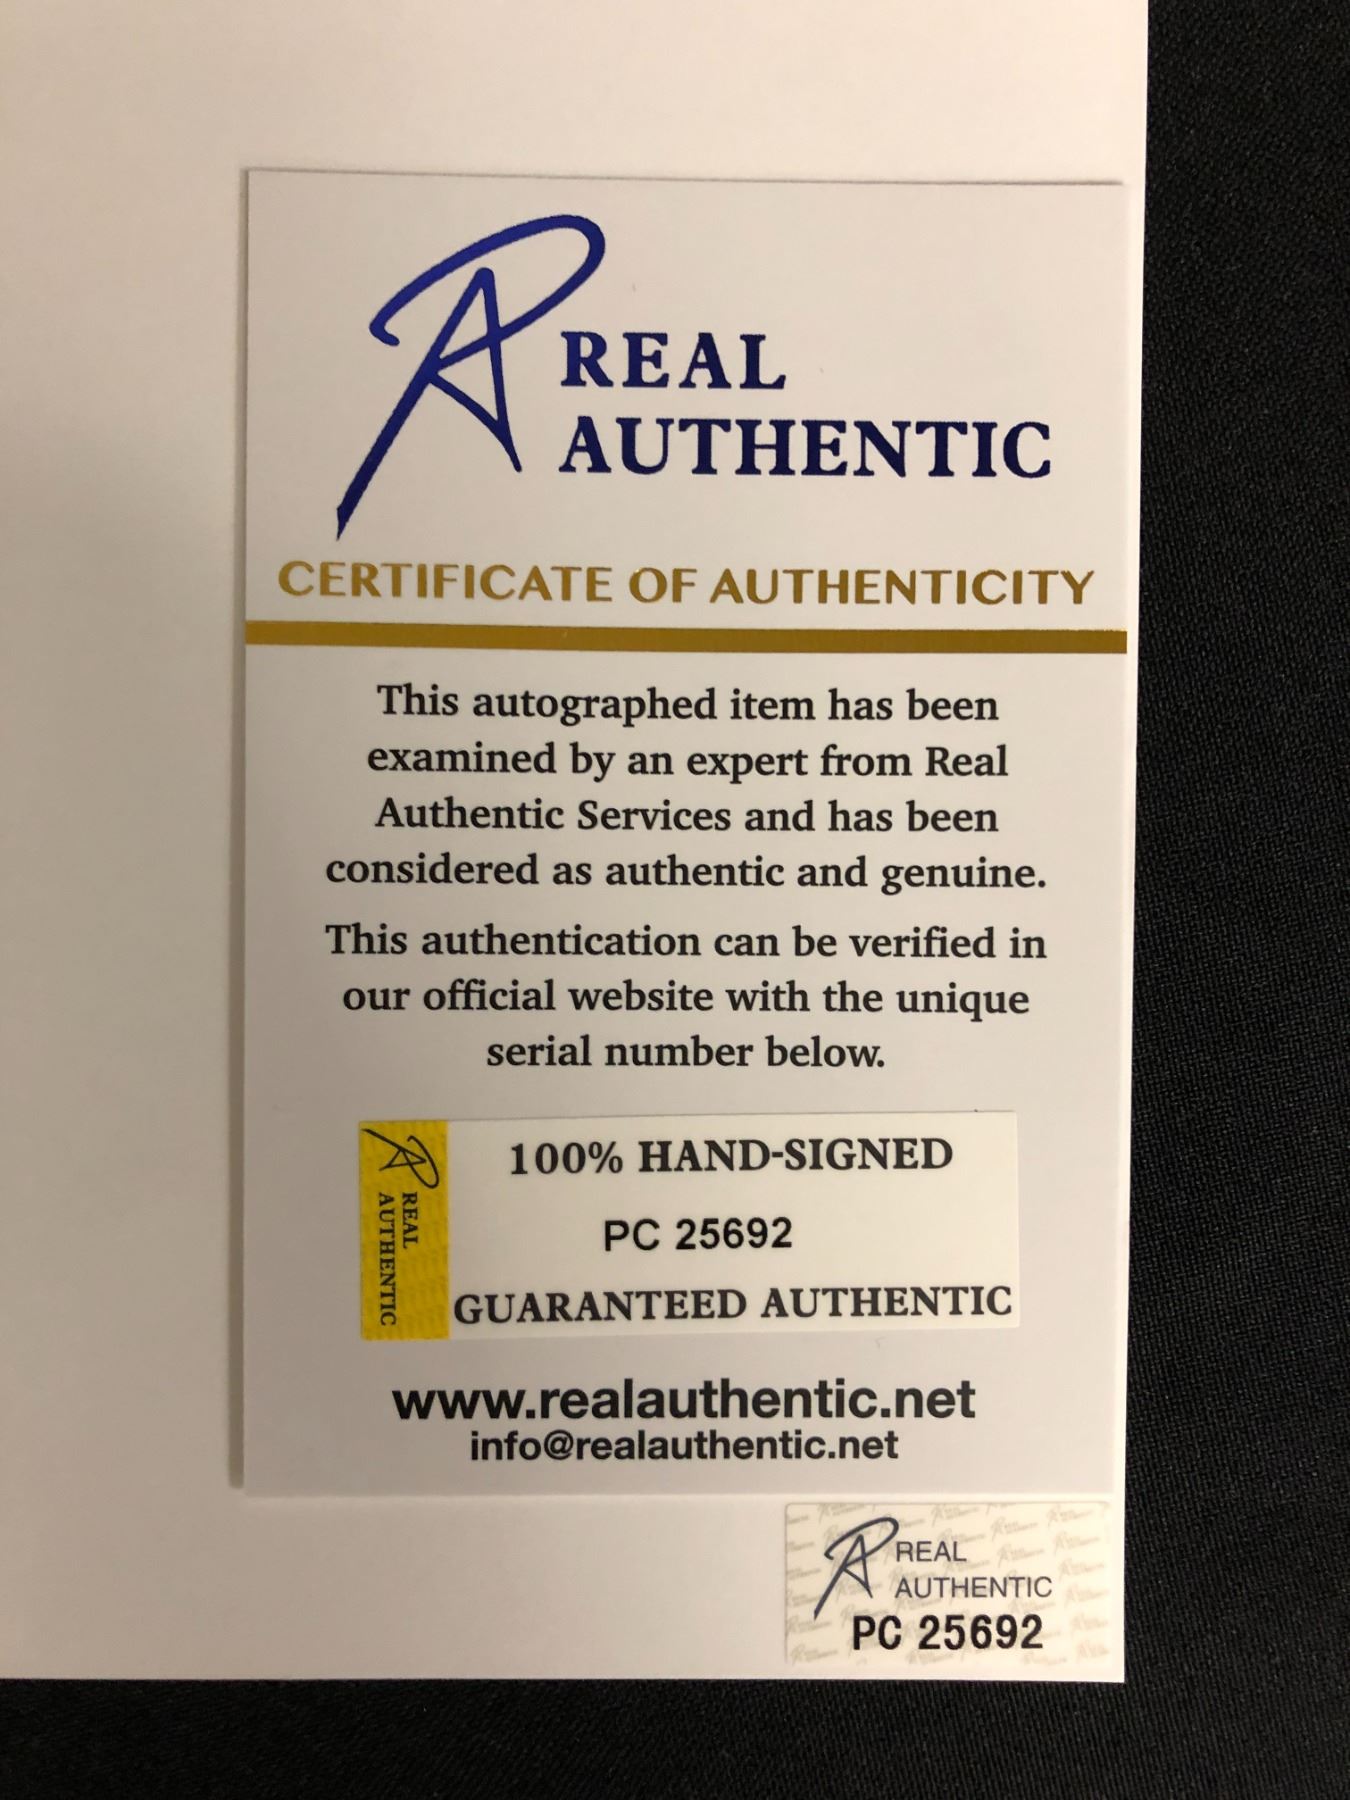 REAL
AUTHENTIC
CERTIFICATE OF AUTHENTICITY
This autographed item has been
examined by an expert from Real
Authentic Services and has been
considered as authentic and genuine.
This authentication can be verified in
our official website with the unique
serial number below.
REAL
AUTHENTIC
100% HAND-SIGNED
PC 25692
GUARANTEED AUTHENTIC
www.realauthentic.net
info@realauthentic.net
REAL
AUTHENTIC
PC 25692